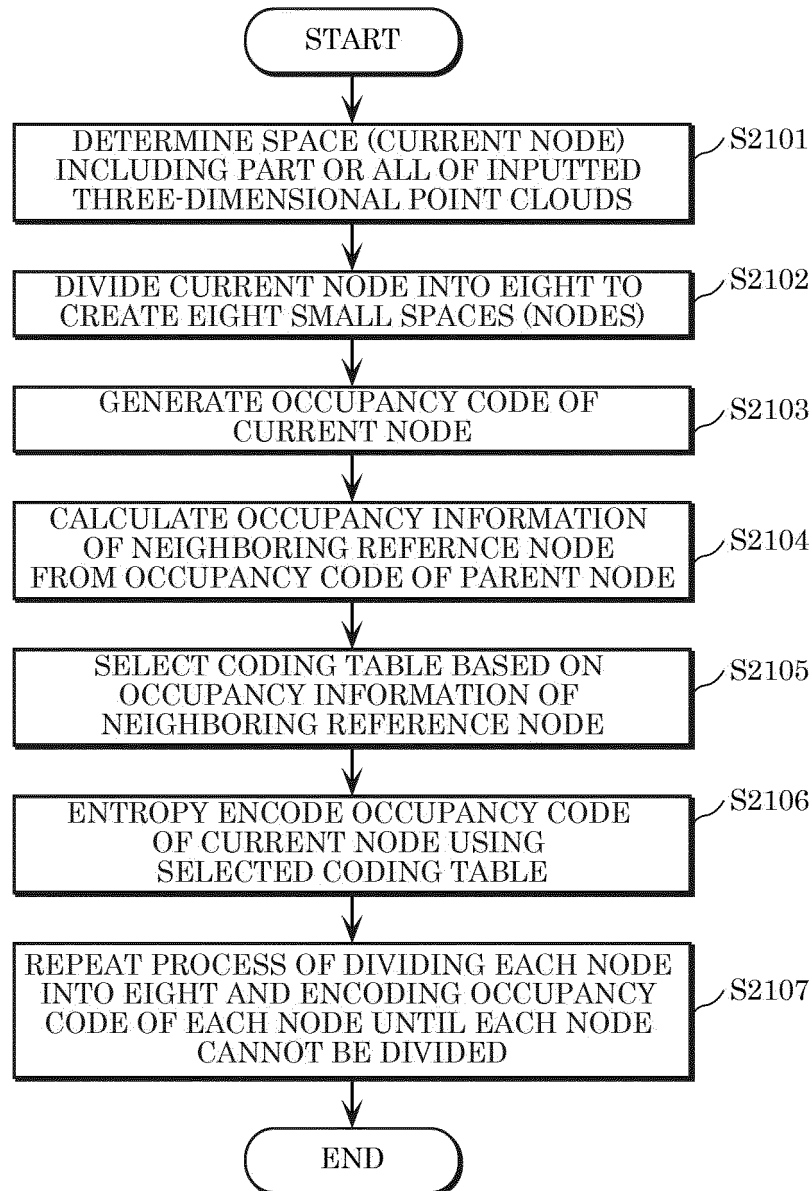 START
DETERMINE SPACE (CURRENT NODE)
INCLUDING PART OR ALL OF INPUTTED
THREE-DIMENSIONAL POINT CLOUDS
S2101
DIVIDE CURRENT NODE INTO EIGHT TO
CREATE EIGHT SMALL SPACES (NODES)
S2102
GENERATE OCCUPANCY CODE OF
CURRENT NODE
S2103
CALCULATE OCCUPANCY INFORMATION
OF NEIGHBORING REFERNCE NODE
FROM OCCUPANCY CODE OF PARENT NODE
S2104
SELECT CODING TABLE BASED ON
OCCUPANCY INFORMATION OF
NEIGHBORING REFERENCE NODE
S2105
ENTROPY ENCODE OCCUPANCY CODE
OF CURRENT NODE USING
SELECTED CODING TABLE
S2106
REPEAT PROCESS OF DIVIDING EACH NODE
INTO EIGHT AND ENCODING OCCUPANCY
CODE OF EACH NODE UNTIL EACH NODE
CANNOT BE DIVIDED
S2107
END